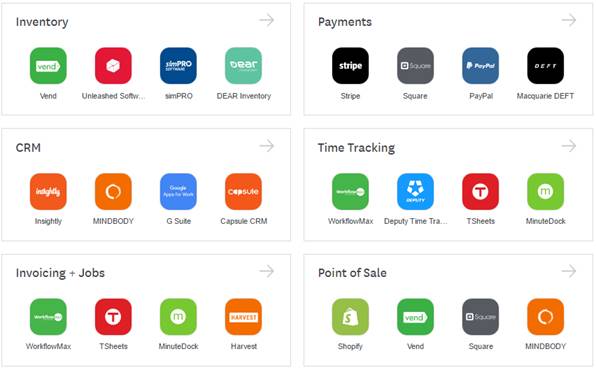 Inventory
vend
simPRO
SOFTWARE
DEAR
Vend
Unleashed Softw...
simPRO
DEAR Inventory
Payments
stripe
Square
PayPal
DEFT
Stripe
Square
PayPal
Macquarie DEFT
CRM
insightly
Google
Apps for Work
capsule
Insightly
MINDBODY
G Suite
Capsule CRM
Time Tracking
WorkflowMax
DEPUTY
T
m
WorkflowMax
Deputy Time Tra...
TSheets
MinuteDock
Invoicing + Jobs
WorkflowMax
T
m
HARVEST
WorkflowMax
TSheets
MinuteDock
Harvest
Point of Sale
S
vend
Square
Shopify
Vend
Square
MINDBODY